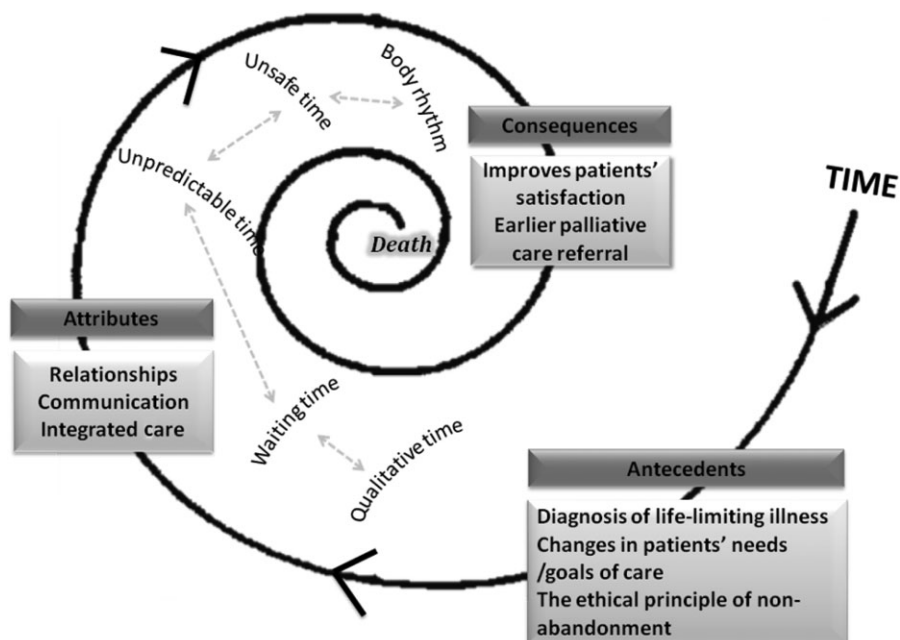 Unsafe time
Body rhythm
Unpredictable time
Consequences
Improves patients'
satisfaction
Earlier palliative
care referral
TIME
Death
Attributes
Relationships
Communication
Integrated care
Waiting time
Qualitative time
Antecedents
Diagnosis of life-limiting illness
Changes in patients' needs
/goals of care
The ethical principle of non-
abandonment